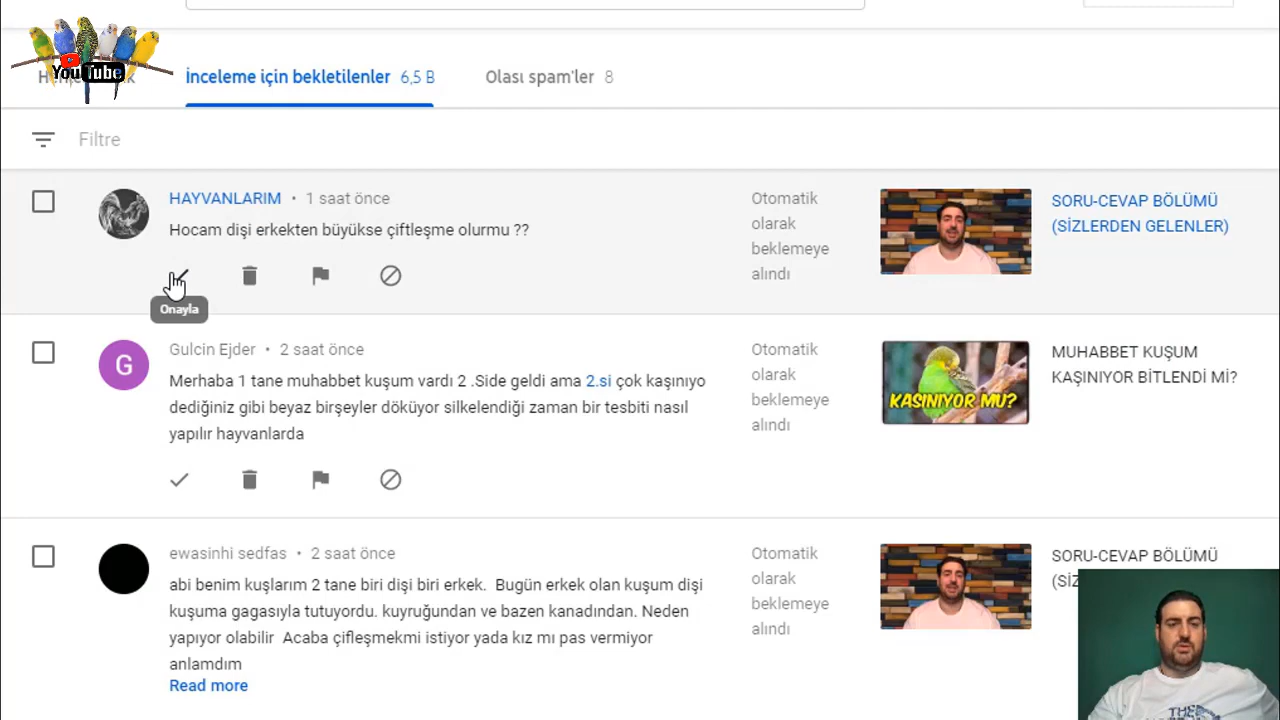 You Tube
İnceleme için bekletilenler 6,5 B
Olası spam'ler 8
Filtre
HAYVANLARIM • 1 saat önce
Hocam dişi erkekten büyükse çiftleşme olurmu ??
Onayla
Otomatik
olarak
beklemeye
alındı
SORU-CEVAP BÖLÜMÜ
(SİZLERDEN GELENLER)
G
Gulcin Ejder • 2 saat önce
Merhaba 1 tane muhabbet kuşum vardı 2 .Side geldi ama 2.si çok kaşınıyo
dediğiniz gibi beyaz birşeyler döküyor silkelendiği zaman bir tesbiti nasıl
yapılır hayvanlarda
Otomatik
olarak
beklemeye
alındı
KAŞINIYOR MU?
MUHABBET KUŞUM
KAŞINIYOR BİTLENDİ Mİ?
ewasinhi sedfas • 2 saat önce
abi benim kuşlarım 2 tane biri dişi biri erkek. Bugün erkek olan kuşum dişi
kuşuma gagasıyla tutuyordu. kuyruğundan ve bazen kanadından. Neden
yapıyor olabilir Acaba çifleşmekmi istiyor yada kız mı pas vermiyor
anlamdım
Read more
Otomatik
olarak
beklemeye
alındı
SORU-CEVAP BÖLÜMÜ
THE